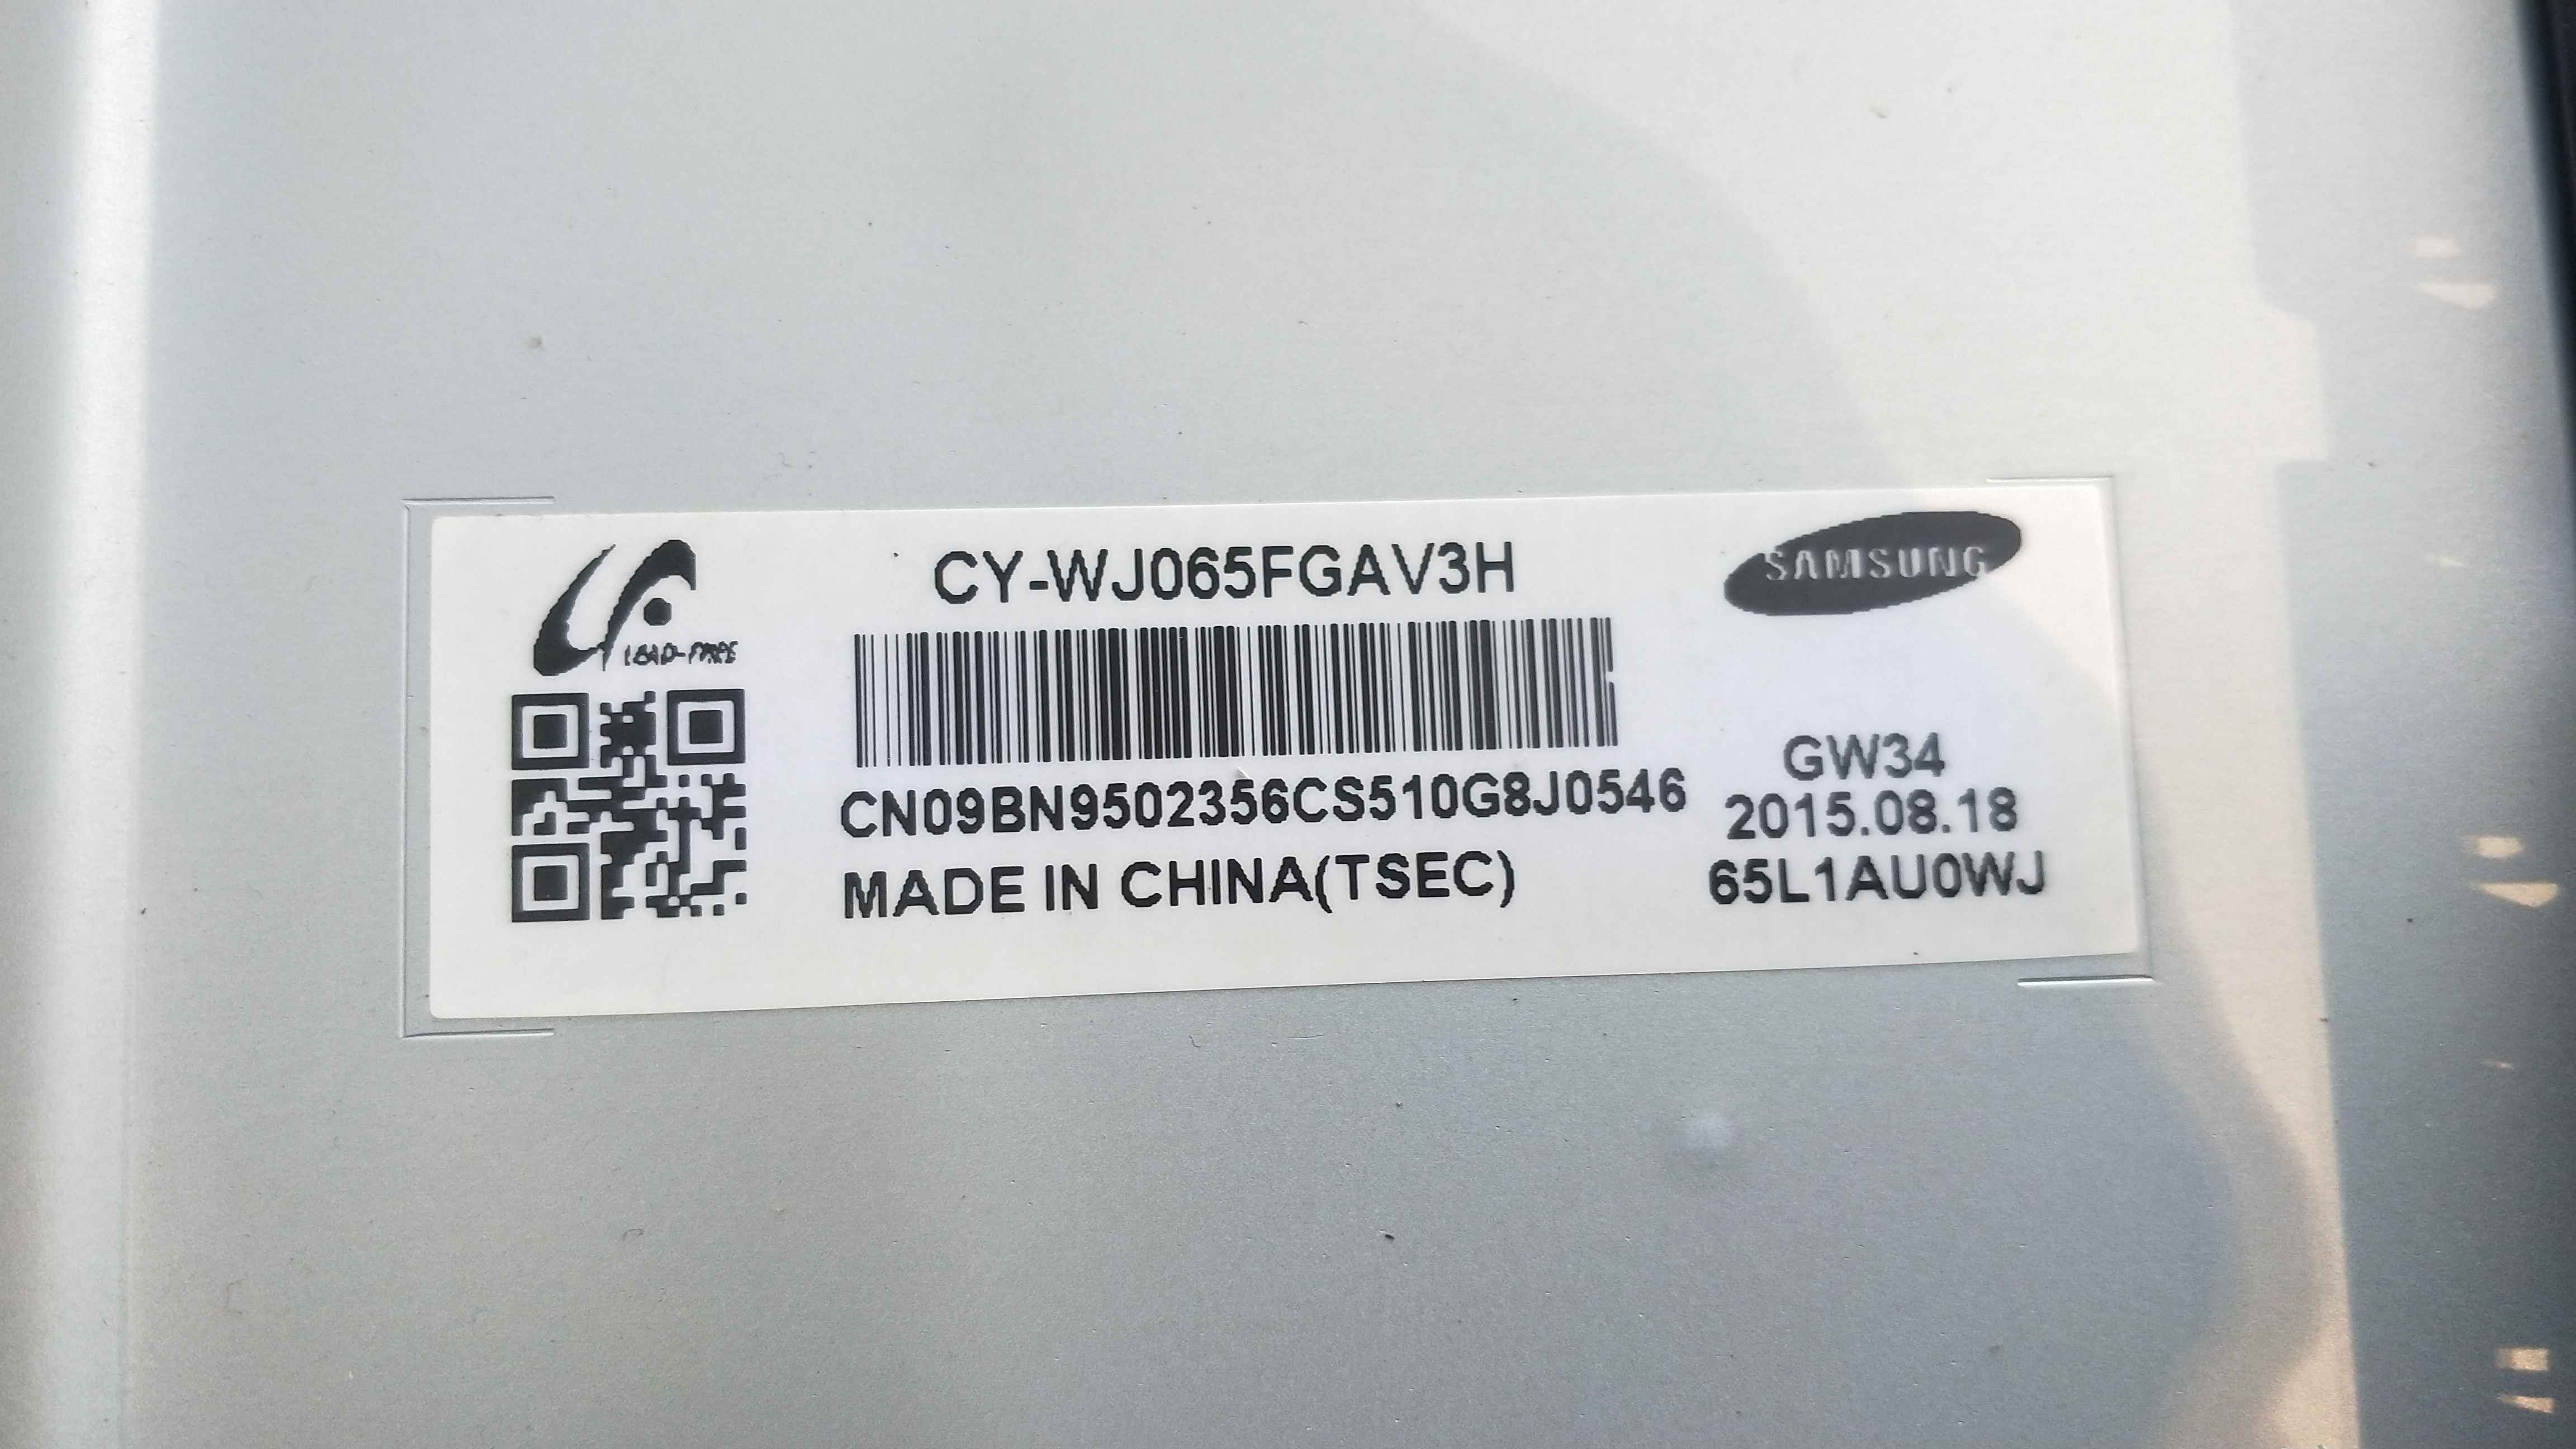 CY-WJ065FGAV3H
SAMSUNG
LEAD-FREE
CN09BN9502356CS510G8J0546
MADE IN CHINA(TSEC)
GW34
2015.08.18
65L1AU0WJ